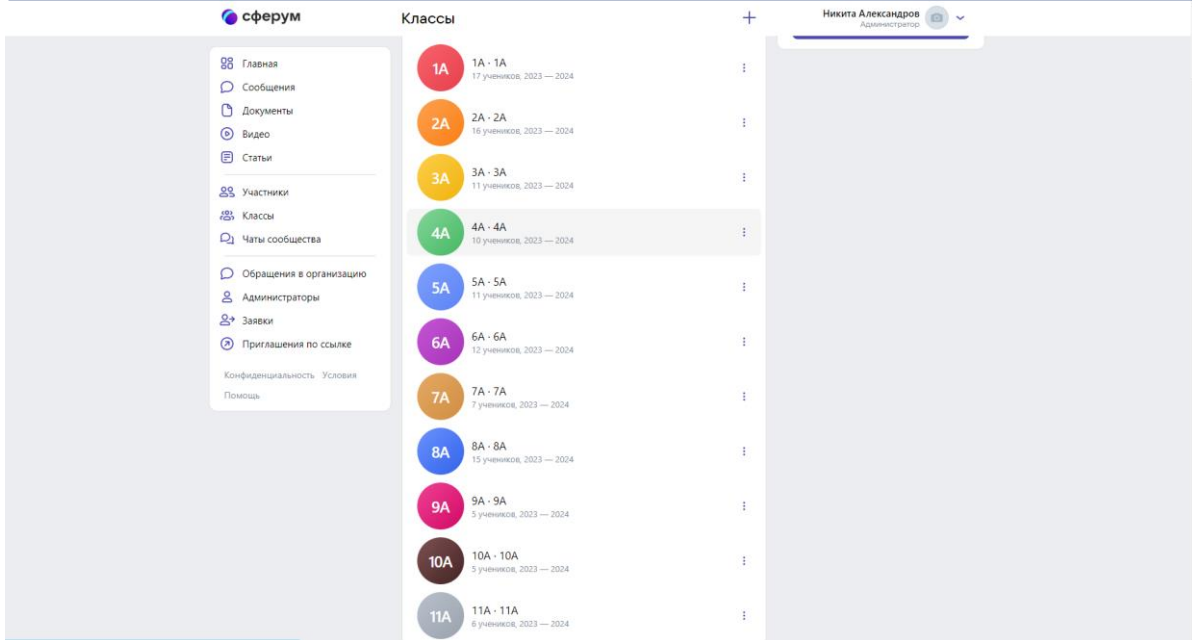 сферум
Классы
+
Никита Александров
Администратор
Главная
Сообщения
Документы
Видео
Статьи
Участники
Классы
Чаты сообщества
Обращения в организацию
Администраторы
Заявки
Приглашения по ссылке
Конфиденциальность Условия
Помощь
1А
1А · 1А
17 учеников, 2023 — 2024
2А
2А · 2А
16 учеников, 2023 — 2024
3А
3А · 3А
11 учеников, 2023 — 2024
4А
4А · 4А
10 учеников, 2023 — 2024
5А
5А · 5А
11 учеников, 2023 — 2024
6А
6А · 6А
12 учеников, 2023 — 2024
7А
7А · 7А
7 учеников, 2023 — 2024
8А
8А · 8А
15 учеников, 2023 — 2024
9А
9А · 9А
5 учеников, 2023 — 2024
10А
10А · 10А
5 учеников, 2023 — 2024
11А
11А · 11А
6 учеников, 2023 — 2024